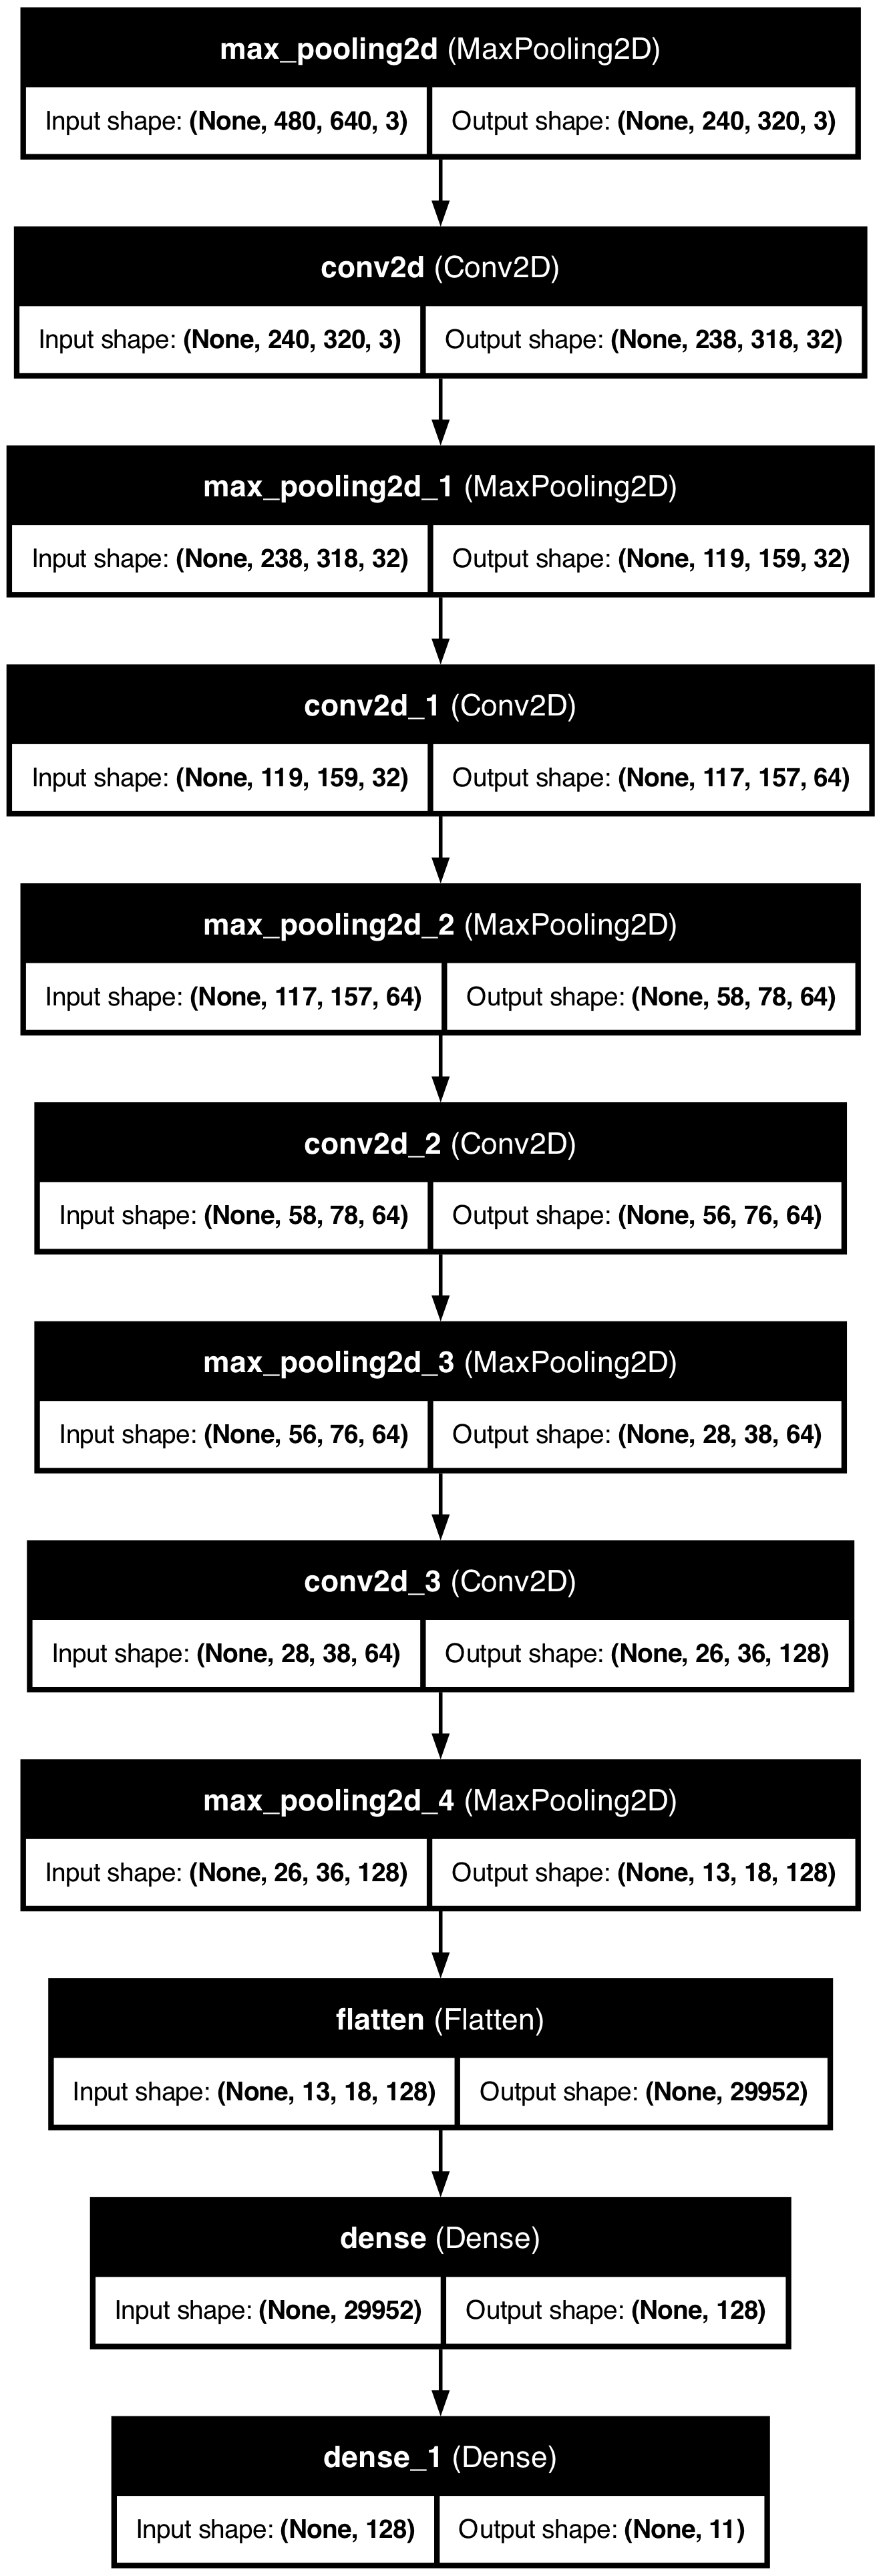 max_pooling2d (MaxPooling2D)
Input shape: (None, 480, 640, 3) Output shape: (None, 240, 320, 3)
conv2d (Conv2D)
Input shape: (None, 240, 320, 3) Output shape: (None, 238, 318, 32)
max_pooling2d_1 (MaxPooling2D)
Input shape: (None, 238, 318, 32) Output shape: (None, 119, 159, 32)
conv2d_1 (Conv2D)
Input shape: (None, 119, 159, 32) Output shape: (None, 117, 157, 64)
max_pooling2d_2 (MaxPooling2D)
Input shape: (None, 117, 157, 64) Output shape: (None, 58, 78, 64)
conv2d_2 (Conv2D)
Input shape: (None, 58, 78, 64) Output shape: (None, 56, 76, 64)
max_pooling2d_3 (MaxPooling2D)
Input shape: (None, 56, 76, 64) Output shape: (None, 28, 38, 64)
conv2d_3 (Conv2D)
Input shape: (None, 28, 38, 64) Output shape: (None, 26, 36, 128)
max_pooling2d_4 (MaxPooling2D)
Input shape: (None, 26, 36, 128) Output shape: (None, 13, 18, 128)
flatten (Flatten)
Input shape: (None, 13, 18, 128) Output shape: (None, 29952)
dense (Dense)
Input shape: (None, 29952) Output shape: (None, 128)
dense_1 (Dense)
Input shape: (None, 128) Output shape: (None, 11)